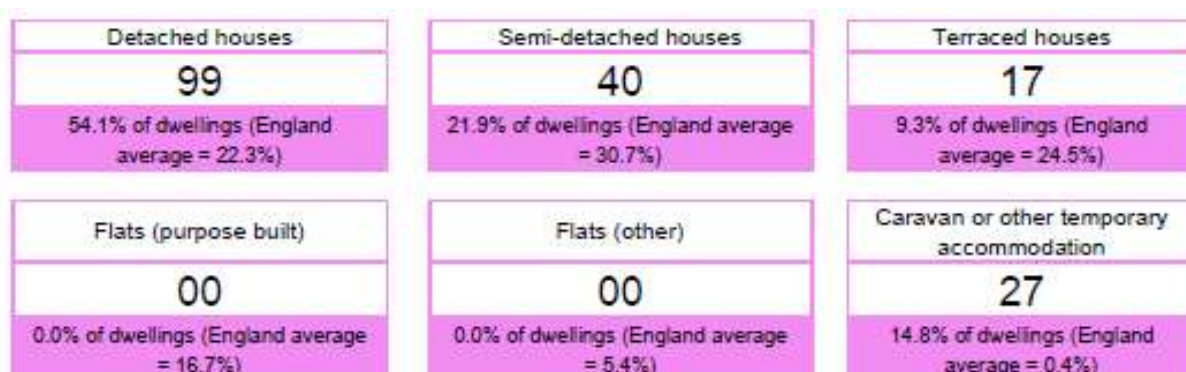 Detached houses
99
54.1% of dwellings (England
average = 22.3%)
Semi-detached houses
40
21.9% of dwellings (England average
= 30.7%)
Terraced houses
17
9.3% of dwellings (England
average = 24.5%)
Flats (purpose built)
00
0.0% of dwellings (England average
= 16.7%)
Flats (other)
00
0.0% of dwellings (England average
= 5.4%)
Caravan or other temporary
accommodation
27
14.8% of dwellings (England
average = 0.4%)